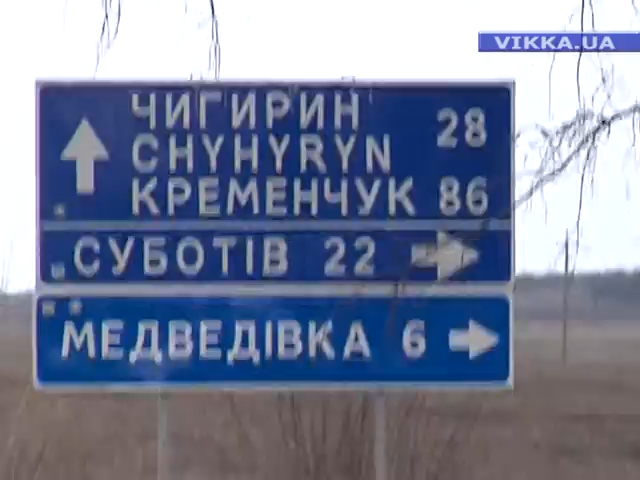 VIKKA.UA
ЧИГИРИН 28
CHYHYRYN
КРЕМЕНЧУК 86
СУБОТІВ 22
МЕДВЕДІВКА 6